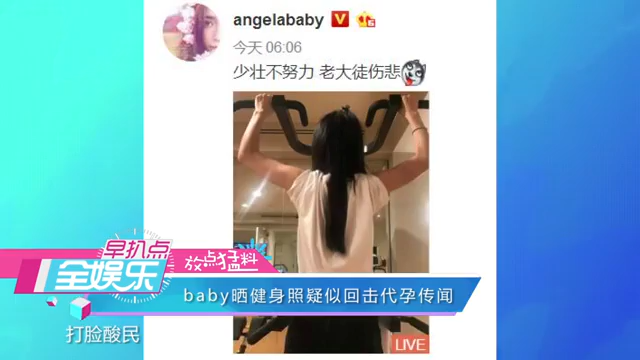 angelababy
今天 06:06
少壮不努力 老大徒伤悲
LIVE
早扒点
全娱乐
放点猛料
baby晒健身照疑似回击代孕传闻
打脸酸民